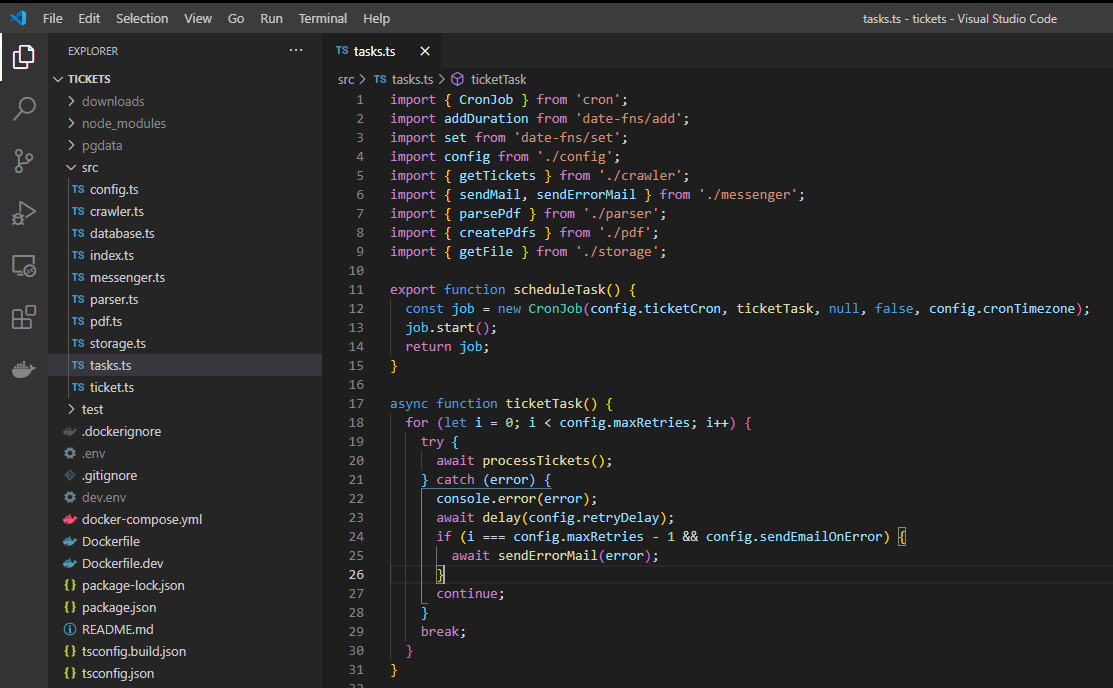 File Edit Selection View Go Run Terminal Help tasks.ts - tickets - Visual Studio Code
EXPLORER ···
TICKETS
downloads
node_modules
pgdata
src
TS config.ts
TS crawler.ts
TS database.ts
TS index.ts
TS messenger.ts
TS parser.ts
TS pdf.ts
TS storage.ts
TS tasks.ts
TS ticket.ts
test
.dockerignore
.env
.gitignore
dev.env
docker-compose.yml
Dockerfile
Dockerfile.dev
{} package-lock.json
{} package.json
README.md
{} tsconfig.build.json
{} tsconfig.json
TS tasks.ts ×
src > TS tasks.ts > ticketTask
1 import { CronJob } from 'cron';
2 import addDuration from 'date-fns/add';
3 import set from 'date-fns/set';
4 import config from './config';
5 import { getTickets } from './crawler';
6 import { sendMail, sendErrorMail } from './messenger';
7 import { parsePdf } from './parser';
8 import { createPdfs } from './pdf';
9 import { getFile } from './storage';
10
11 export function scheduleTask() {
12   const job = new CronJob(config.ticketCron, ticketTask, null, false, config.cronTimezone);
13   job.start();
14   return job;
15 }
16
17 async function ticketTask() {
18   for (let i = 0; i < config.maxRetries; i++) {
19     try {
20       await processTickets();
21     } catch (error) {
22       console.error(error);
23       await delay(config.retryDelay);
24       if (i === config.maxRetries - 1 && config.sendEmailOnError) {
25         await sendErrorMail(error);
26       }
27       continue;
28     }
29     break;
30   }
31 }
32